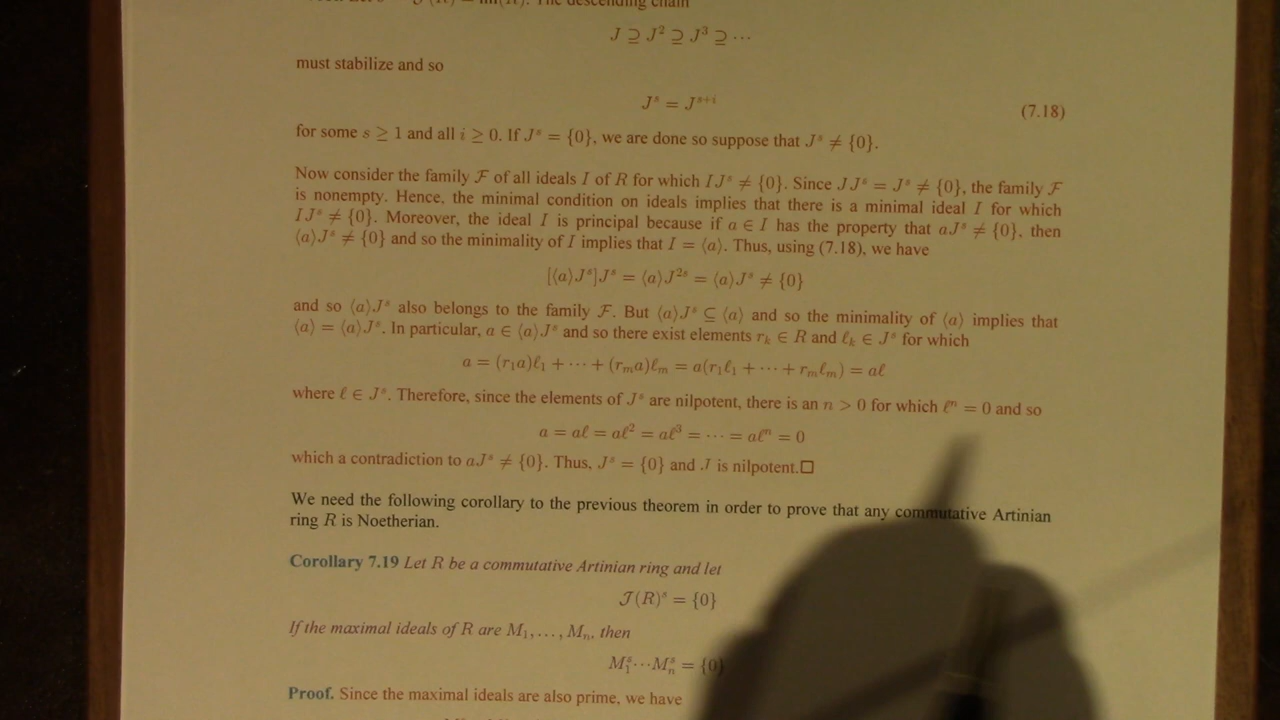 The descending chain
J ⊇ J² ⊇ J³ ⊇ ⋯
must stabilize and so
Jˢ = Jˢ⁺ⁱ (7.18)
for some s ≥ 1 and all i ≥ 0. If Jˢ = {0}, we are done so suppose that Jˢ ≠ {0}.
Now consider the family ℱ of all ideals I of R for which IJˢ ≠ {0}. Since JJˢ = Jˢ ≠ {0}, the family ℱ
is nonempty. Hence, the minimal condition on ideals implies that there is a minimal ideal I for which
IJˢ ≠ {0}. Moreover, the ideal I is principal because if a ∈ I has the property that aJˢ ≠ {0}, then
⟨a⟩Jˢ ≠ {0} and so the minimality of I implies that I = ⟨a⟩. Thus, using (7.18), we have
[⟨a⟩Jˢ]Jˢ = ⟨a⟩J²ˢ = ⟨a⟩Jˢ ≠ {0}
and so ⟨a⟩Jˢ also belongs to the family ℱ. But ⟨a⟩Jˢ ⊆ ⟨a⟩ and so the minimality of ⟨a⟩ implies that
⟨a⟩ = ⟨a⟩Jˢ. In particular, a ∈ ⟨a⟩Jˢ and so there exist elements rₖ ∈ R and ℓₖ ∈ Jˢ for which
a = (r₁a)ℓ₁ + ⋯ + (rₘa)ℓₘ = a(r₁ℓ₁ + ⋯ + rₘℓₘ) = aℓ
where ℓ ∈ Jˢ. Therefore, since the elements of Jˢ are nilpotent, there is an n > 0 for which ℓⁿ = 0 and so
a = aℓ = aℓ² = aℓ³ = ⋯ = aℓⁿ = 0
which a contradiction to aJˢ ≠ {0}. Thus, Jˢ = {0} and J is nilpotent.□
We need the following corollary to the previous theorem in order to prove that any commutative Artinian
ring R is Noetherian.
Corollary 7.19 Let R be a commutative Artinian ring and let
𝒥(R)ˢ = {0}
If the maximal ideals of R are M₁, …, Mₙ, then
M₁ˢ⋯Mₙˢ = {0}
Proof. Since the maximal ideals are also prime, we have